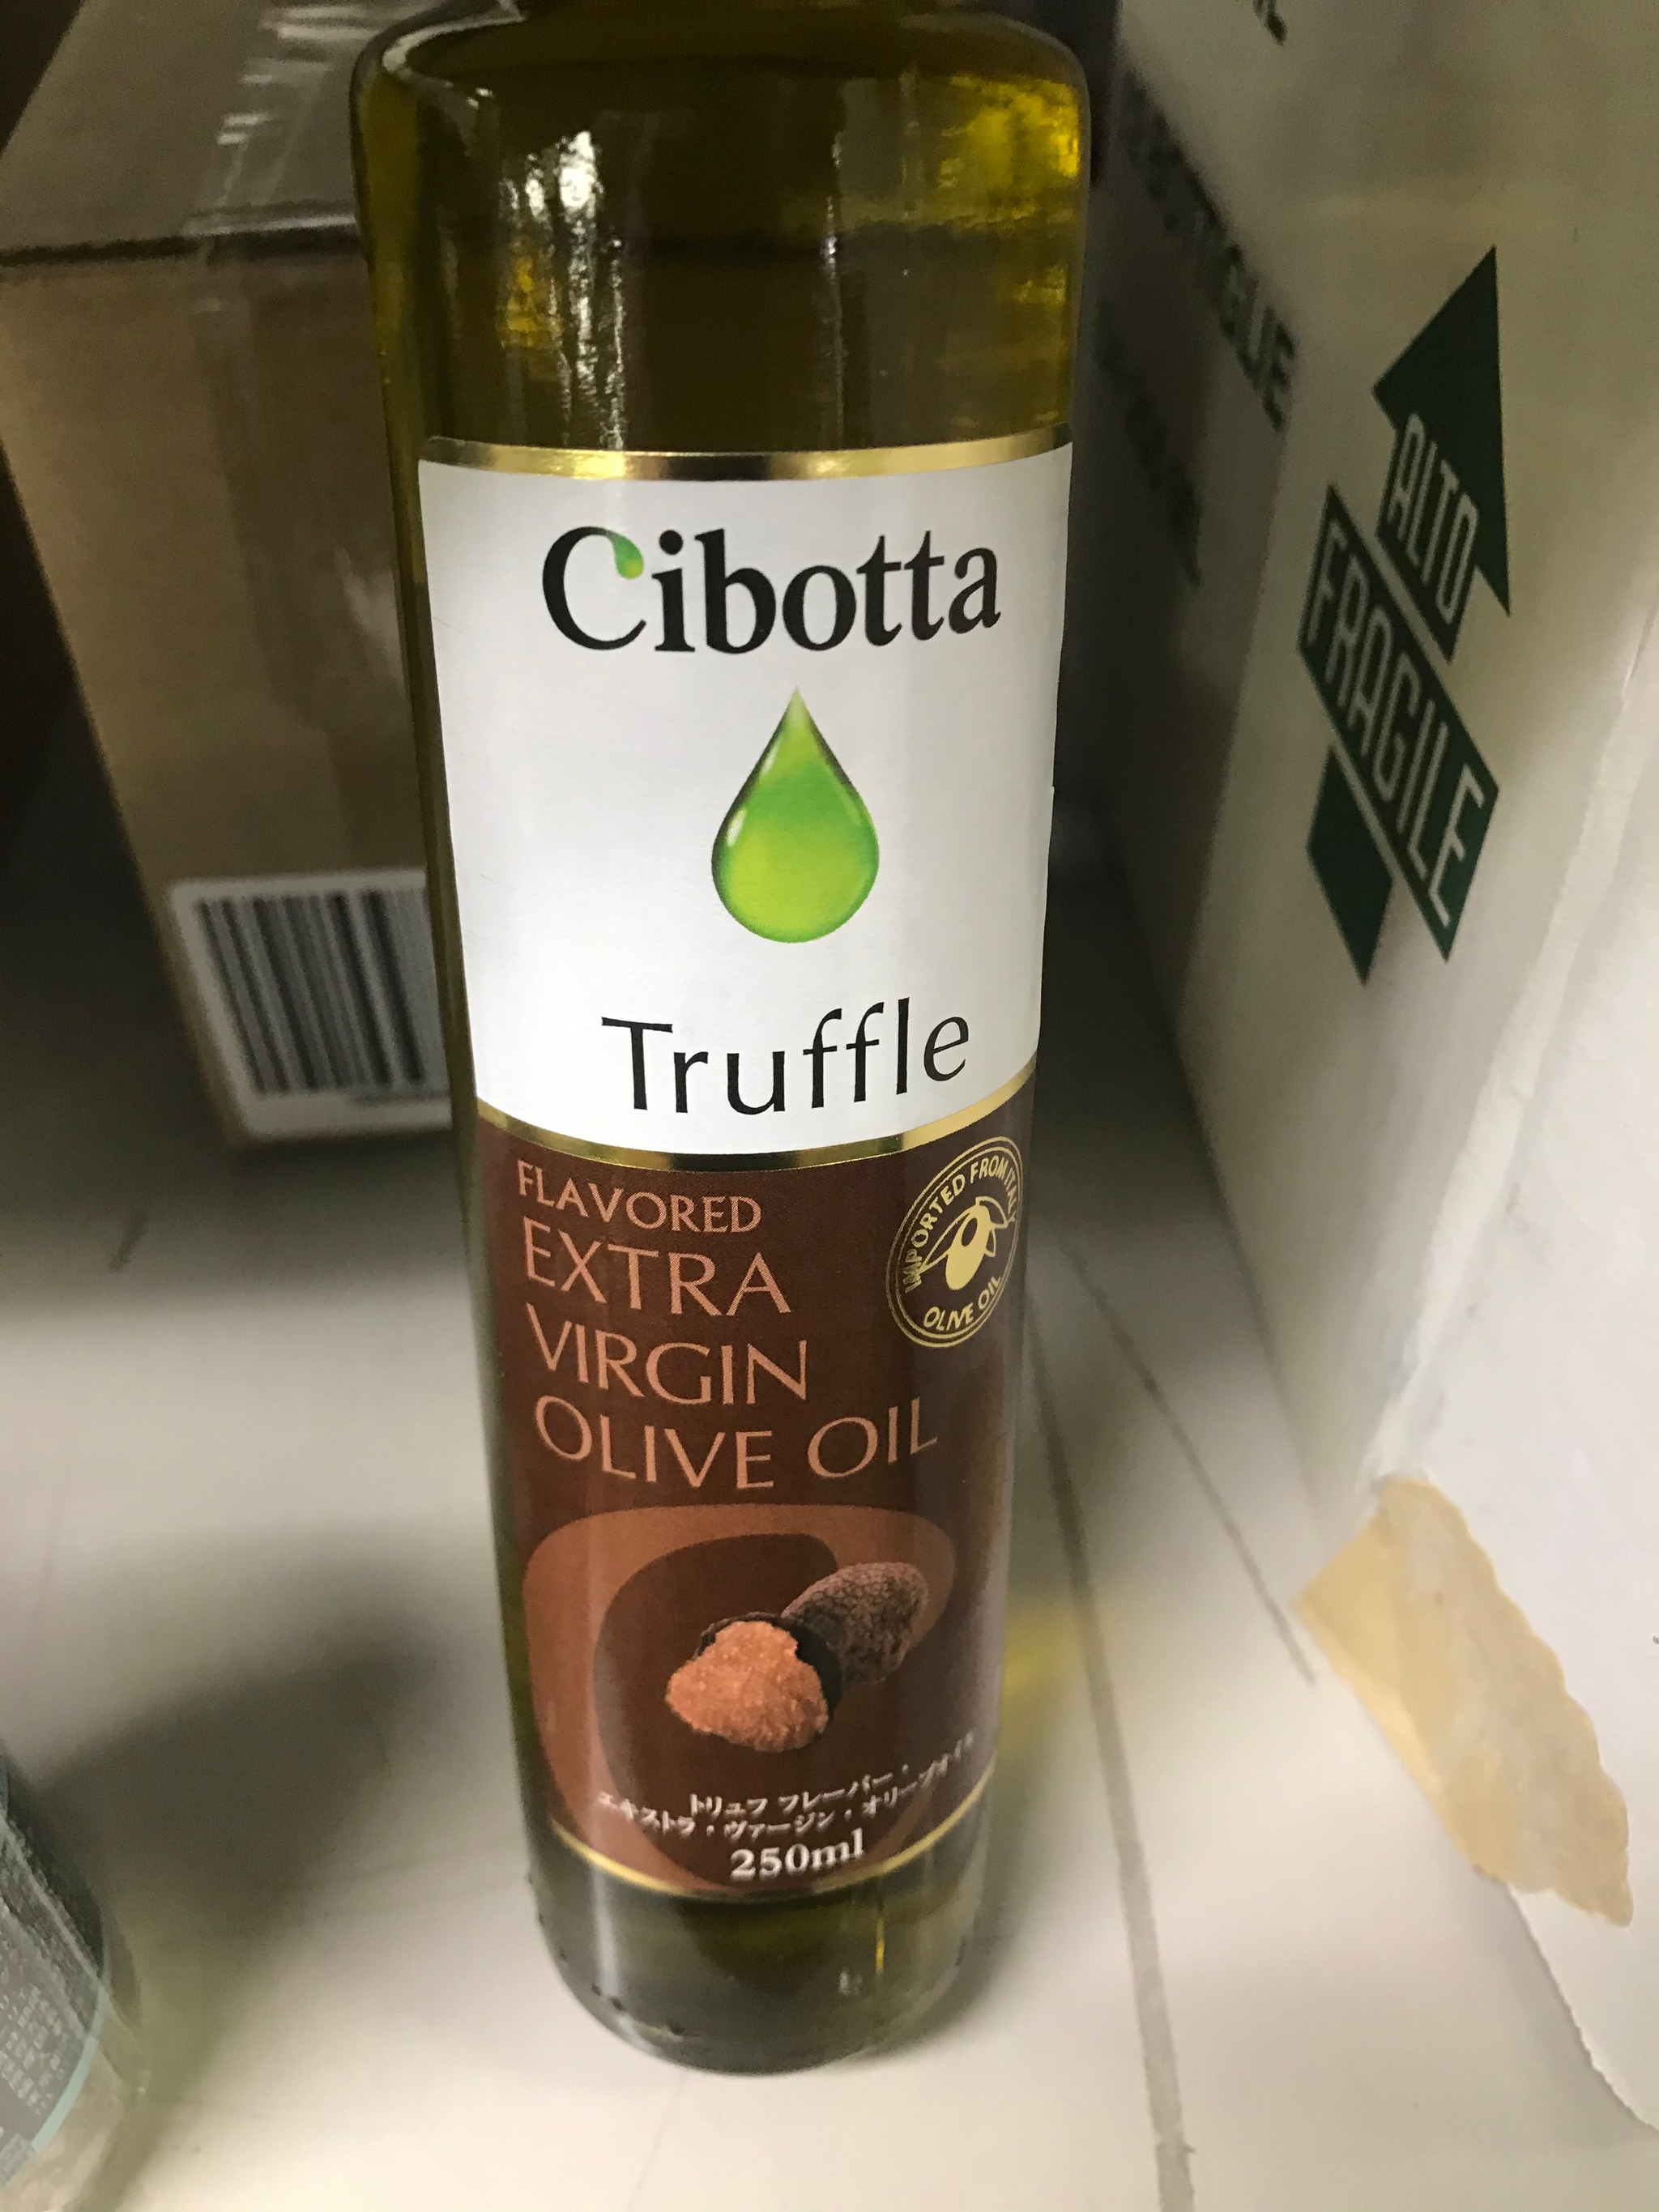 Cibotta
Truffle
FLAVORED
EXTRA
VIRGIN
OLIVE OIL
IMPORTED FROM ITALY
OLIVE OIL
トリュフ フレーバー・
エキストラ・ヴァージン・オリーブオイル
250ml
ALTO
FRAGILE